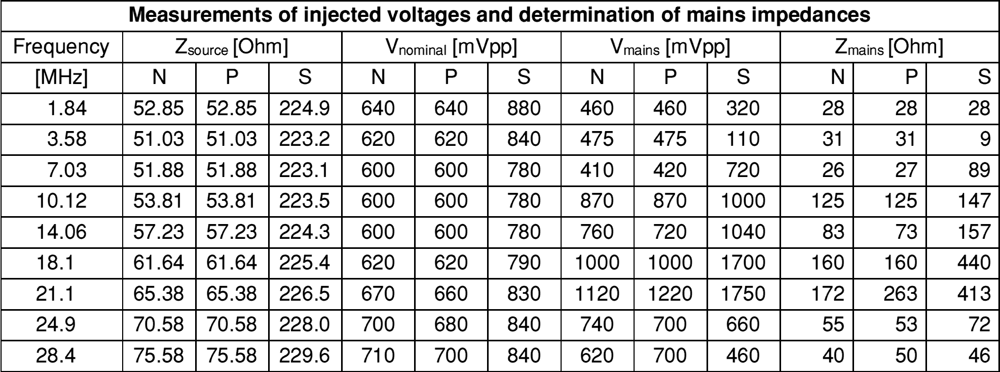 Measurements of injected voltages and determination of mains impedances
Frequency Zsource [Ohm] Vnominal [mVpp] Vmains [mVpp] Zmains [Ohm]
[MHz] N P S N P S N P S N P S
1.84 52.85 52.85 224.9 640 640 880 460 460 320 28 28 28
3.58 51.03 51.03 223.2 620 620 840 475 475 110 31 31 9
7.03 51.88 51.88 223.1 600 600 780 410 420 720 26 27 89
10.12 53.81 53.81 223.5 600 600 780 870 870 1000 125 125 147
14.06 57.23 57.23 224.3 600 600 780 760 720 1040 83 73 157
18.1 61.64 61.64 225.4 620 620 790 1000 1000 1700 160 160 440
21.1 65.38 65.38 226.5 670 660 830 1120 1220 1750 172 263 413
24.9 70.58 70.58 228.0 700 680 840 740 700 660 55 53 72
28.4 75.58 75.58 229.6 710 700 840 620 700 460 40 50 46